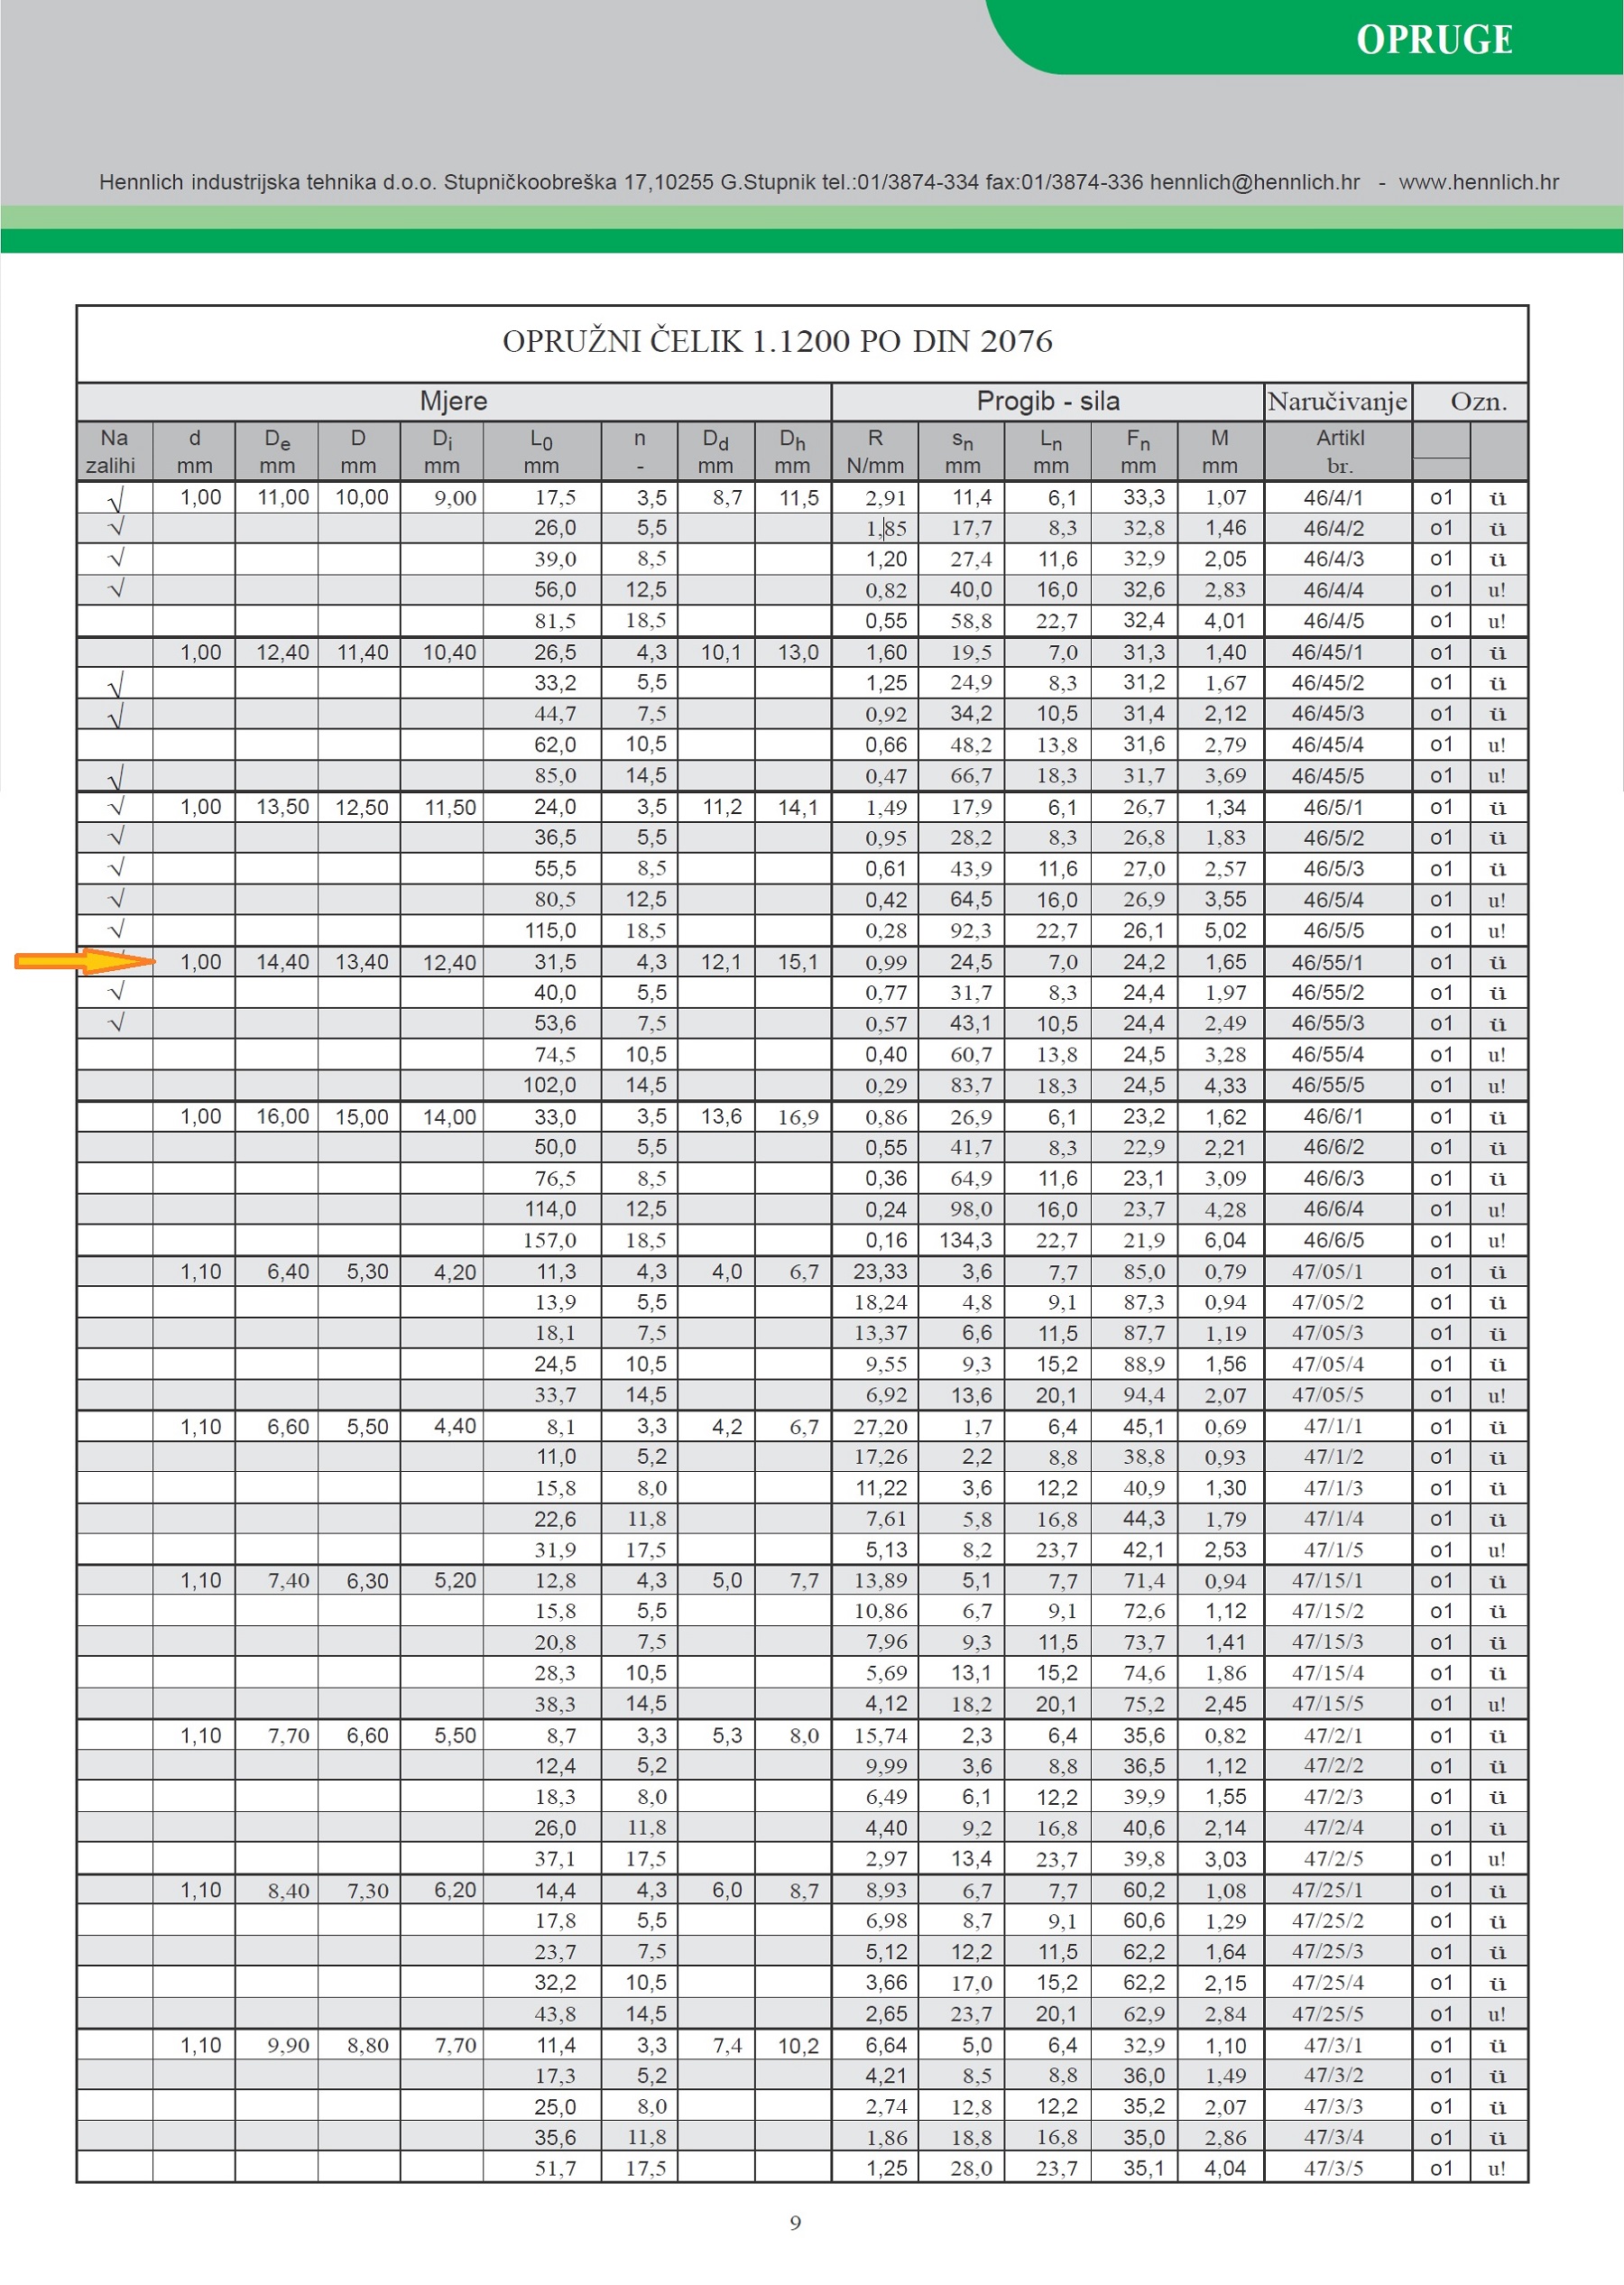 OPRUGE
Hennlich industrijska tehnika d.o.o. Stupničkoobreška 17,10255 G.Stupnik tel.:01/3874-334 fax:01/3874-336 hennlich@hennlich.hr - www.hennlich.hr
OPRUŽNI ČELIK 1.1200 PO DIN 2076
Mjere Progib - sila Naručivanje Ozn.
Na d De D Di L0 n Dd Dh R sn Ln Fn M Artikl
zalihi mm mm mm mm mm - mm mm N/mm mm mm mm mm br.
√ 1,00 11,00 10,00 9,00 17,5 3,5 8,7 11,5 2,91 11,4 6,1 33,3 1,07 46/4/1 o1 ü
√ 26,0 5,5 1,85 17,7 8,3 32,8 1,46 46/4/2 o1 ü
√ 39,0 8,5 1,20 27,4 11,6 32,9 2,05 46/4/3 o1 ü
√ 56,0 12,5 0,82 40,0 16,0 32,6 2,83 46/4/4 o1 u!
81,5 18,5 0,55 58,8 22,7 32,4 4,01 46/4/5 o1 u!
1,00 12,40 11,40 10,40 26,5 4,3 10,1 13,0 1,60 19,5 7,0 31,3 1,40 46/45/1 o1 ü
√ 33,2 5,5 1,25 24,9 8,3 31,2 1,67 46/45/2 o1 ü
√ 44,7 7,5 0,92 34,2 10,5 31,4 2,12 46/45/3 o1 ü
62,0 10,5 0,66 48,2 13,8 31,6 2,79 46/45/4 o1 u!
√ 85,0 14,5 0,47 66,7 18,3 31,7 3,69 46/45/5 o1 u!
√ 1,00 13,50 12,50 11,50 24,0 3,5 11,2 14,1 1,49 17,9 6,1 26,7 1,34 46/5/1 o1 ü
√ 36,5 5,5 0,95 28,2 8,3 26,8 1,83 46/5/2 o1 ü
√ 55,5 8,5 0,61 43,9 11,6 27,0 2,57 46/5/3 o1 ü
√ 80,5 12,5 0,42 64,5 16,0 26,9 3,55 46/5/4 o1 u!
√ 115,0 18,5 0,28 92,3 22,7 26,1 5,02 46/5/5 o1 u!
1,00 14,40 13,40 12,40 31,5 4,3 12,1 15,1 0,99 24,5 7,0 24,2 1,65 46/55/1 o1 ü
√ 40,0 5,5 0,77 31,7 8,3 24,4 1,97 46/55/2 o1 ü
√ 53,6 7,5 0,57 43,1 10,5 24,4 2,49 46/55/3 o1 ü
74,5 10,5 0,40 60,7 13,8 24,5 3,28 46/55/4 o1 u!
102,0 14,5 0,29 83,7 18,3 24,5 4,33 46/55/5 o1 u!
1,00 16,00 15,00 14,00 33,0 3,5 13,6 16,9 0,86 26,9 6,1 23,2 1,62 46/6/1 o1 ü
50,0 5,5 0,55 41,7 8,3 22,9 2,21 46/6/2 o1 ü
76,5 8,5 0,36 64,9 11,6 23,1 3,09 46/6/3 o1 ü
114,0 12,5 0,24 98,0 16,0 23,7 4,28 46/6/4 o1 u!
157,0 18,5 0,16 134,3 22,7 21,9 6,04 46/6/5 o1 u!
1,10 6,40 5,30 4,20 11,3 4,3 4,0 6,7 23,33 3,6 7,7 85,0 0,79 47/05/1 o1 ü
13,9 5,5 18,24 4,8 9,1 87,3 0,94 47/05/2 o1 ü
18,1 7,5 13,37 6,6 11,5 87,7 1,19 47/05/3 o1 ü
24,5 10,5 9,55 9,3 15,2 88,9 1,56 47/05/4 o1 ü
33,7 14,5 6,92 13,6 20,1 94,4 2,07 47/05/5 o1 u!
1,10 6,60 5,50 4,40 8,1 3,3 4,2 6,7 27,20 1,7 6,4 45,1 0,69 47/1/1 o1 ü
11,0 5,2 17,26 2,2 8,8 38,8 0,93 47/1/2 o1 ü
15,8 8,0 11,22 3,6 12,2 40,9 1,30 47/1/3 o1 ü
22,6 11,8 7,61 5,8 16,8 44,3 1,79 47/1/4 o1 ü
31,9 17,5 5,13 8,2 23,7 42,1 2,53 47/1/5 o1 u!
1,10 7,40 6,30 5,20 12,8 4,3 5,0 7,7 13,89 5,1 7,7 71,4 0,94 47/15/1 o1 ü
15,8 5,5 10,86 6,7 9,1 72,6 1,12 47/15/2 o1 ü
20,8 7,5 7,96 9,3 11,5 73,7 1,41 47/15/3 o1 ü
28,3 10,5 5,69 13,1 15,2 74,6 1,86 47/15/4 o1 ü
38,3 14,5 4,12 18,2 20,1 75,2 2,45 47/15/5 o1 u!
1,10 7,70 6,60 5,50 8,7 3,3 5,3 8,0 15,74 2,3 6,4 35,6 0,82 47/2/1 o1 ü
12,4 5,2 9,99 3,6 8,8 36,5 1,12 47/2/2 o1 ü
18,3 8,0 6,49 6,1 12,2 39,9 1,55 47/2/3 o1 ü
26,0 11,8 4,40 9,2 16,8 40,6 2,14 47/2/4 o1 ü
37,1 17,5 2,97 13,4 23,7 39,8 3,03 47/2/5 o1 u!
1,10 8,40 7,30 6,20 14,4 4,3 6,0 8,7 8,93 6,7 7,7 60,2 1,08 47/25/1 o1 ü
17,8 5,5 6,98 8,7 9,1 60,6 1,29 47/25/2 o1 ü
23,7 7,5 5,12 12,2 11,5 62,2 1,64 47/25/3 o1 ü
32,2 10,5 3,66 17,0 15,2 62,2 2,15 47/25/4 o1 ü
43,8 14,5 2,65 23,7 20,1 62,9 2,84 47/25/5 o1 u!
1,10 9,90 8,80 7,70 11,4 3,3 7,4 10,2 6,64 5,0 6,4 32,9 1,10 47/3/1 o1 ü
17,3 5,2 4,21 8,5 8,8 36,0 1,49 47/3/2 o1 ü
25,0 8,0 2,74 12,8 12,2 35,2 2,07 47/3/3 o1 ü
35,6 11,8 1,86 18,8 16,8 35,0 2,86 47/3/4 o1 ü
51,7 17,5 1,25 28,0 23,7 35,1 4,04 47/3/5 o1 u!
9